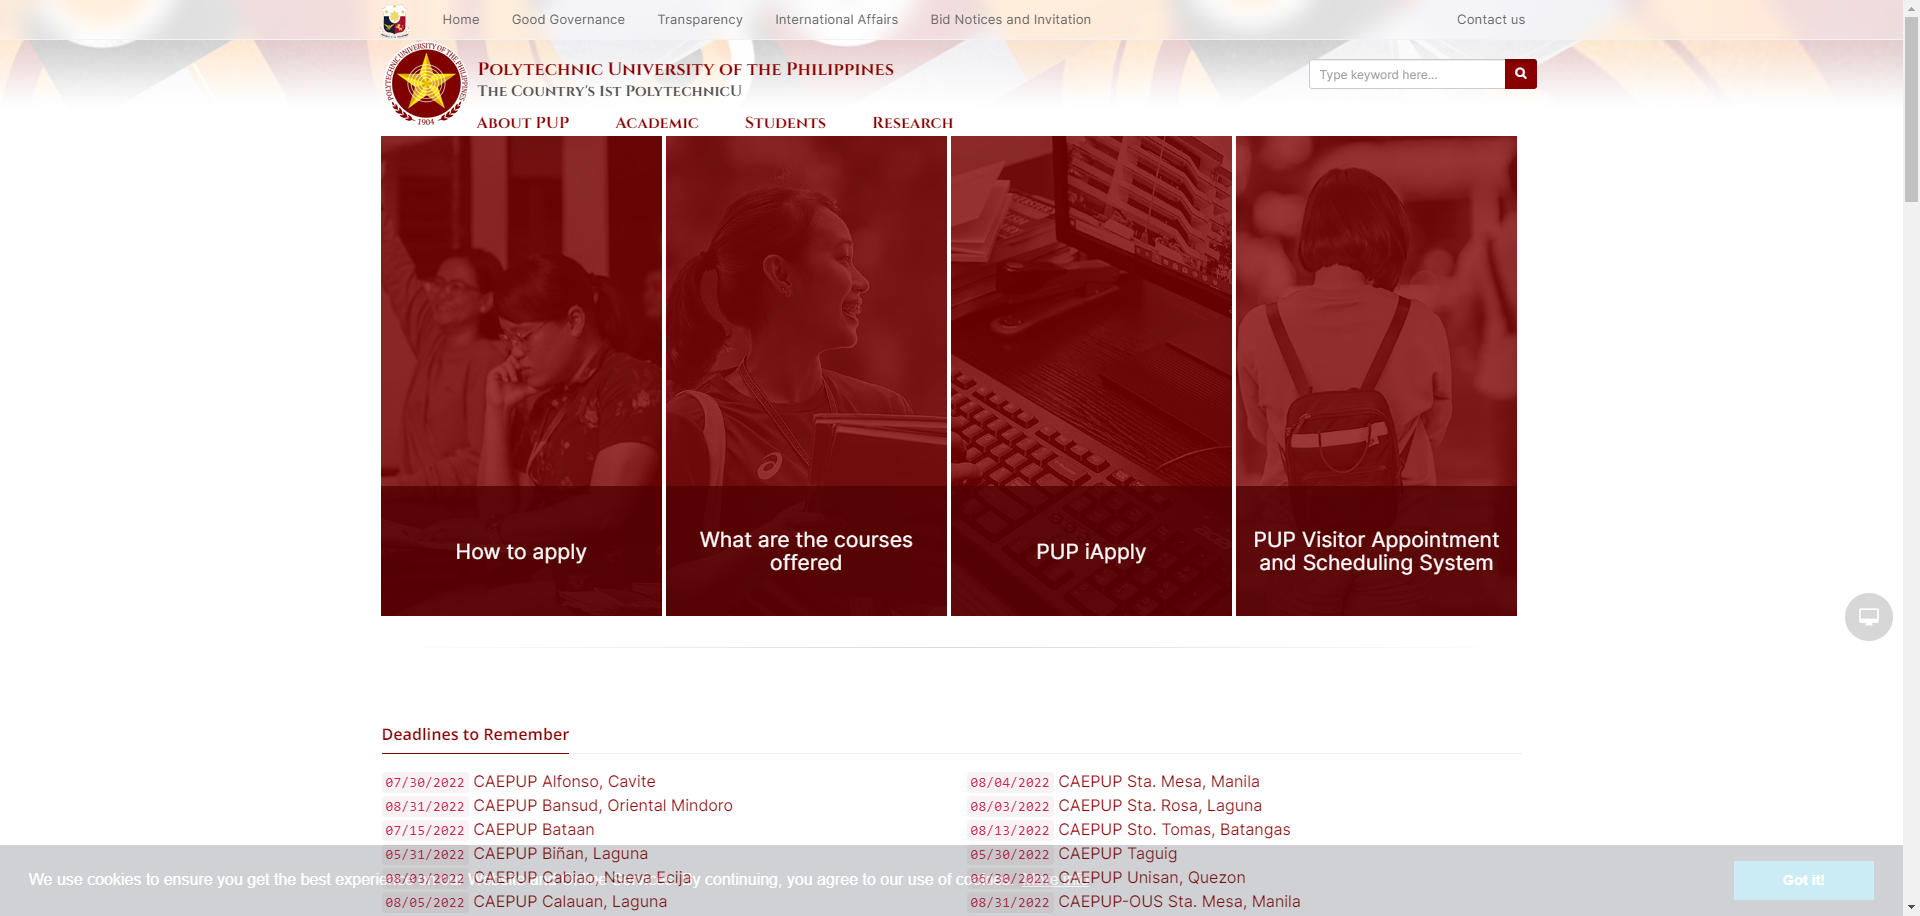 Home Good Governance Transparency International Affairs Bid Notices and Invitation Contact us
POLYTECHNIC UNIVERSITY OF THE PHILIPPINES
1904
Polytechnic University of the Philippines
The Country's 1st PolytechnicU
Type keyword here...
About PUP Academic Students Research
How to apply
What are the courses
offered
PUP iApply
PUP Visitor Appointment
and Scheduling System
Deadlines to Remember
07/30/2022 CAEPUP Alfonso, Cavite
08/31/2022 CAEPUP Bansud, Oriental Mindoro
07/15/2022 CAEPUP Bataan
05/31/2022 CAEPUP Biñan, Laguna
08/03/2022 CAEPUP Cabiao, Nueva Ecija
08/05/2022 CAEPUP Calauan, Laguna
08/04/2022 CAEPUP Sta. Mesa, Manila
08/03/2022 CAEPUP Sta. Rosa, Laguna
08/13/2022 CAEPUP Sto. Tomas, Batangas
05/30/2022 CAEPUP Taguig
CAEPUP Unisan, Quezon
08/31/2022 CAEPUP-OUS Sta. Mesa, Manila
We use cookies to ensure you get the best By continuing, you agree to our use of
Got it!